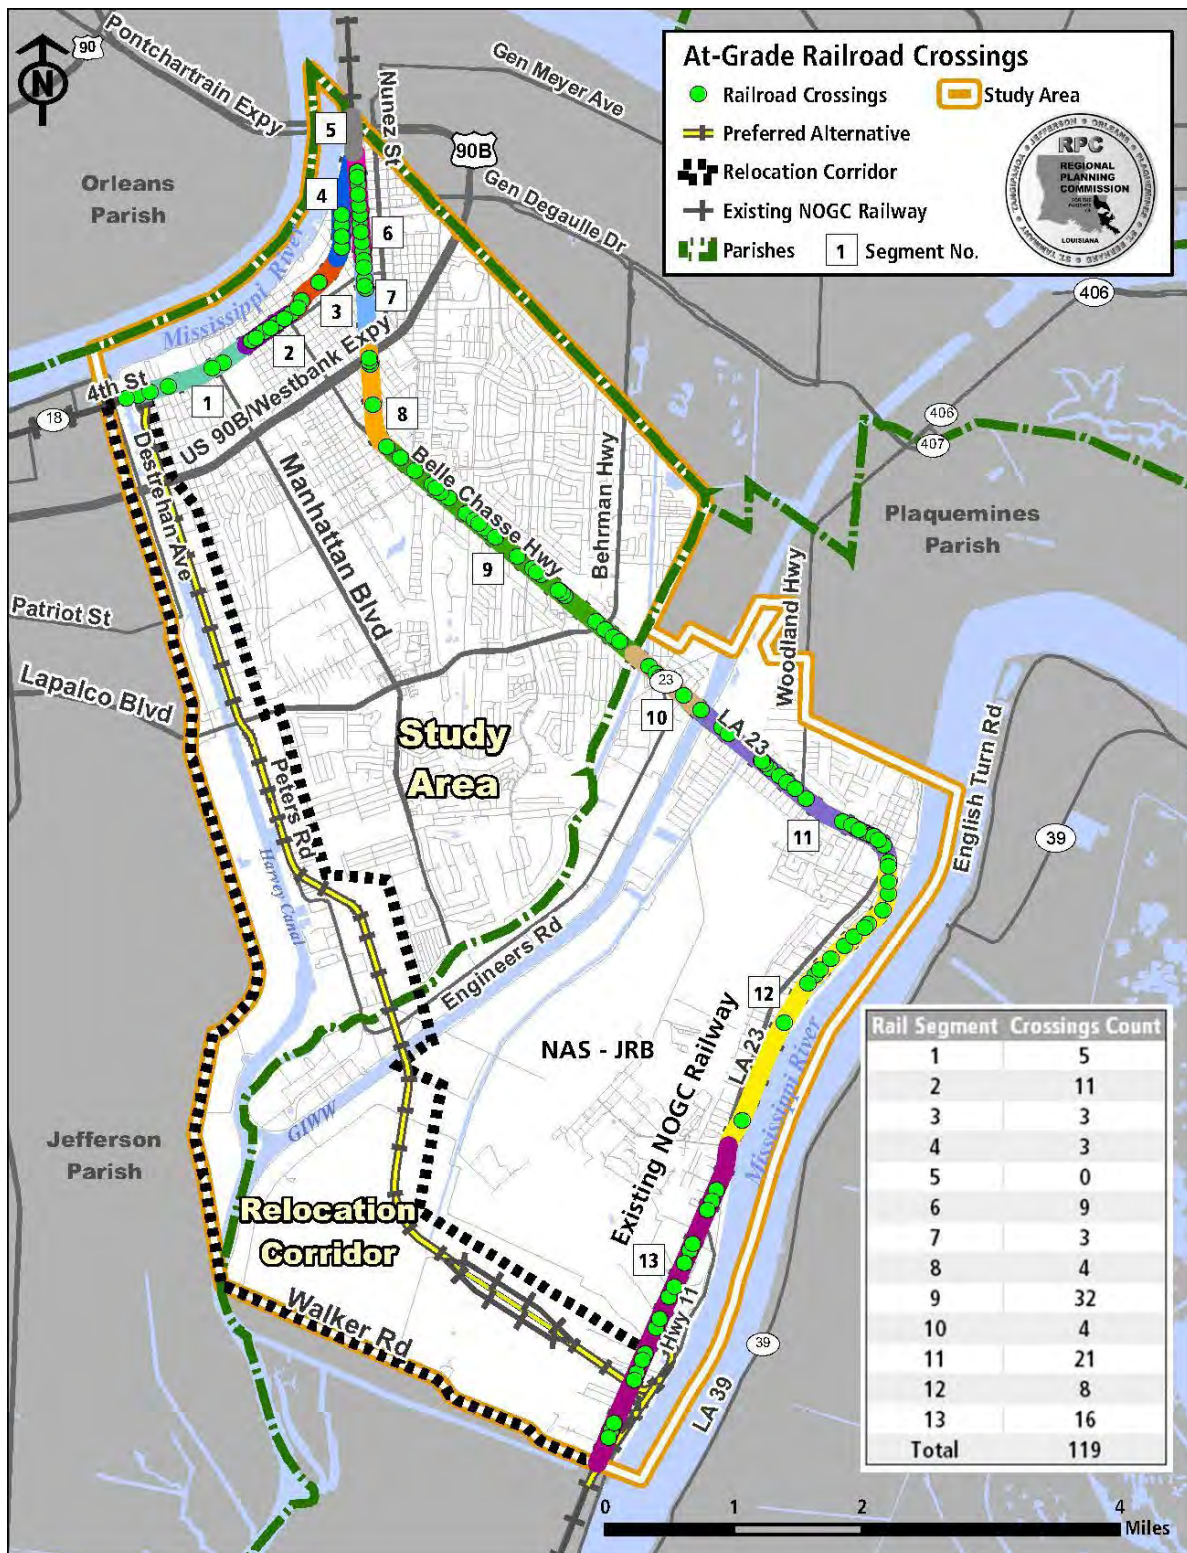 At-Grade Railroad Crossings
Railroad Crossings
Study Area
Preferred Alternative
Relocation Corridor
Existing NOGC Railway
Parishes
1 Segment No.
RPC
REGIONAL
PLANNING
COMMISSION
LOUISIANA
JEFFERSON
ORLEANS
PLAQUEMINES
ST. BERNARD
ST. TAMMANY
TANGIPAHOA
N
90
Pontchartrain Expy
Nunez St
Gen Meyer Ave
90B
Gen Degaulle Dr
Orleans
Parish
5
4
6
7
3
2
1
Mississippi River
406
4th St
18
US 90B/Westbank Expy
8
406
407
Destrehan Ave
Manhattan Blvd
Belle Chasse Hwy
Behrman Hwy
Plaquemines
Parish
9
Woodland Hwy
Patriot St
Lapalco Blvd
23
10
LA 23
Study
Area
English Turn Rd
Peters Rd
11
39
Harvey Canal
Engineers Rd
12
NAS - JRB
Existing NOGC Railway
LA 23
Mississippi River
GIWW
Jefferson
Parish
Relocation
Corridor
13
Walker Rd
Hwy 11
39
LA 39
Rail Segment Crossings Count
1 5
2 11
3 3
4 3
5 0
6 9
7 3
8 4
9 32
10 4
11 21
12 8
13 16
Total 119
0 1 2 4
Miles